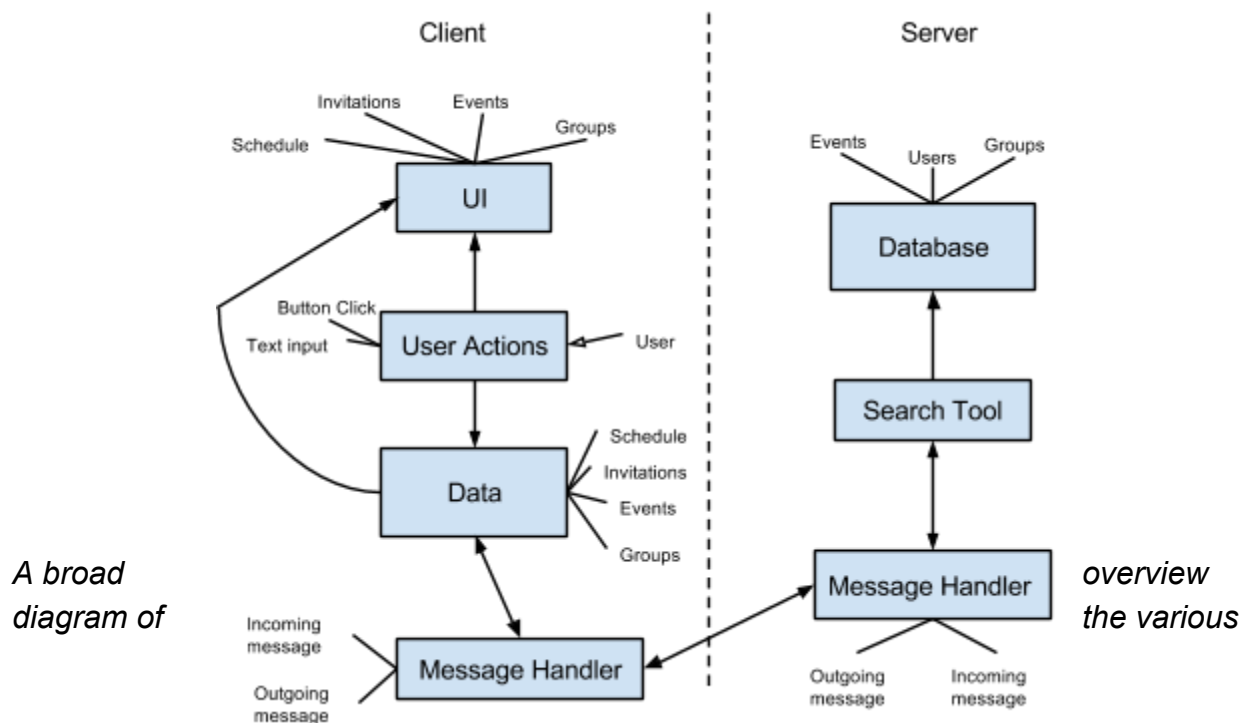 Client
Server
Invitations
Events
Groups
Schedule
UI
Events
Users
Groups
Database
Button Click
Text input
User Actions
User
Search Tool
Data
Schedule
Invitations
Events
Groups
A broad
overview
diagram of
the various
Message Handler
Outgoing
message
Incoming
message
Incoming
message
Outgoing
message
Message Handler